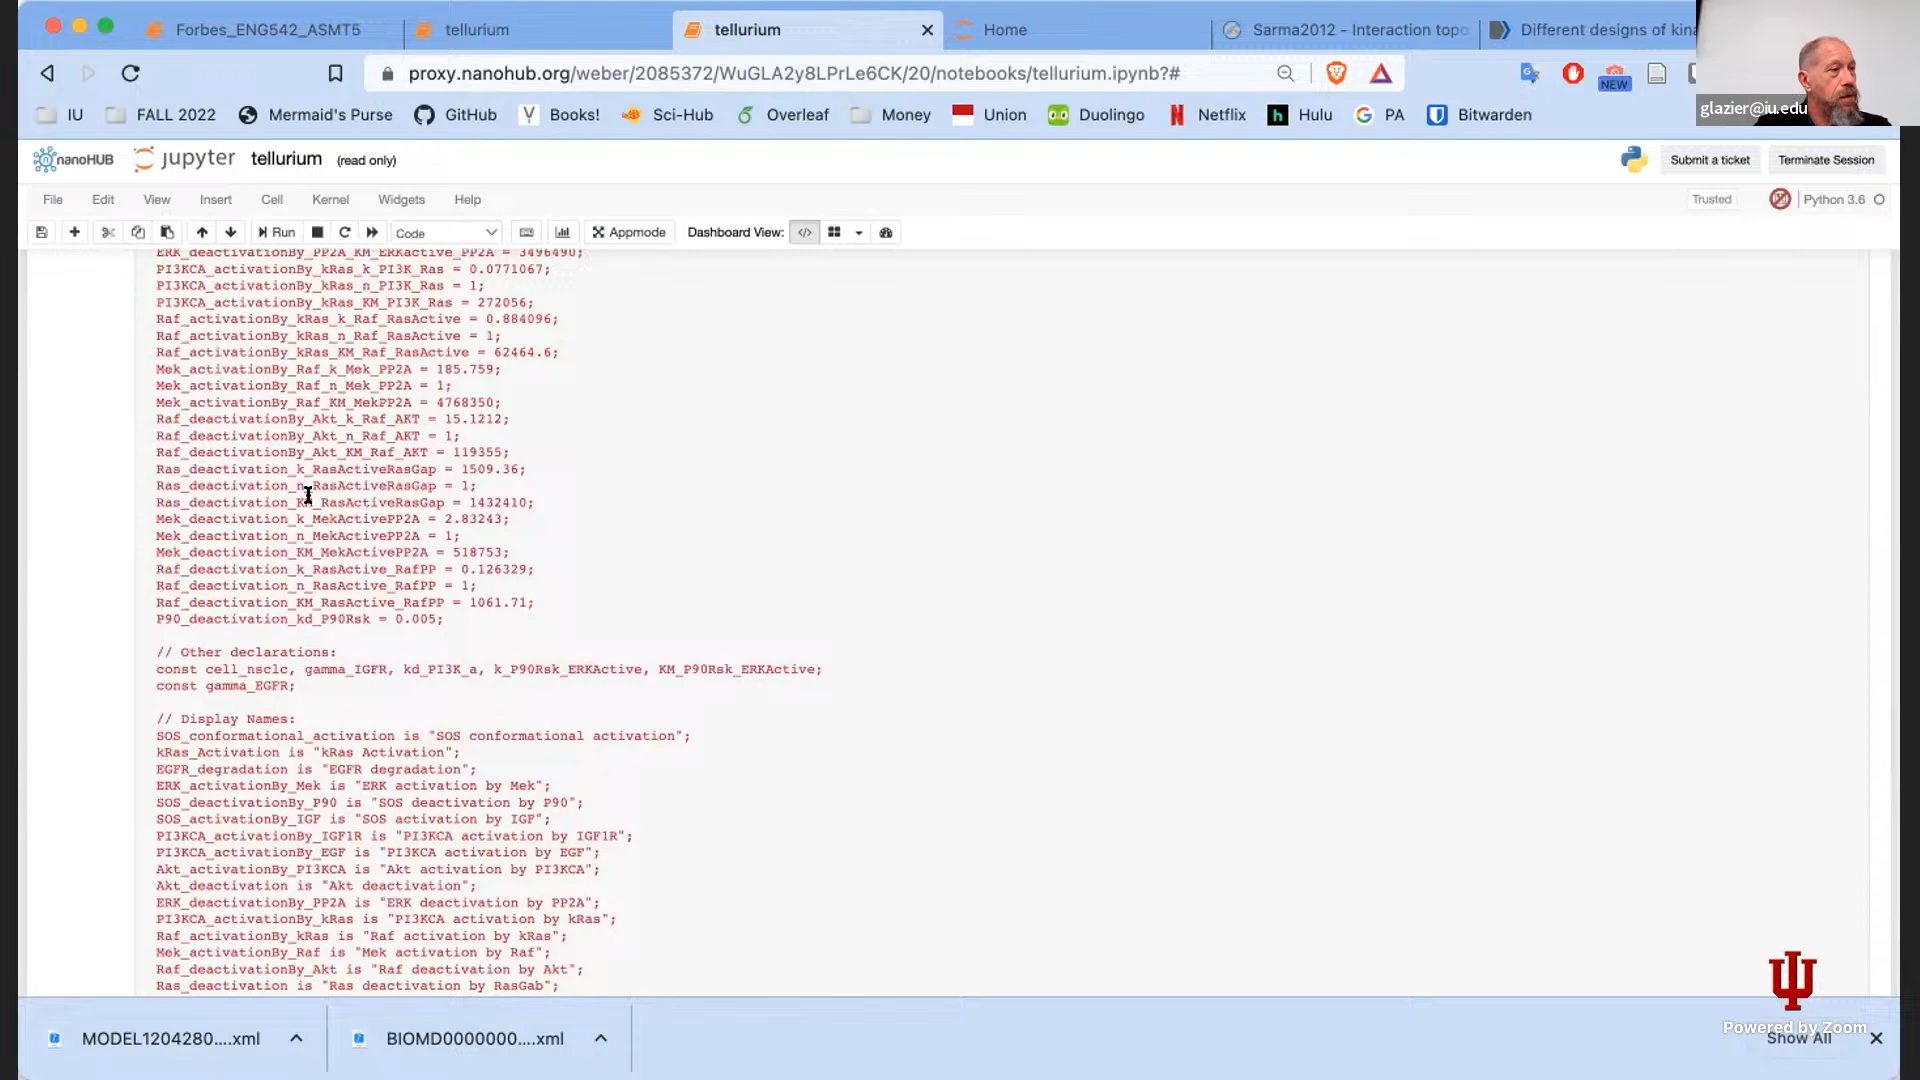 Forbes_ENG542_ASMT5
tellurium
tellurium
Home
Sarma2012 - Interaction topo
Different designs of kina
proxy.nanohub.org/weber/2085372/WuGLA2y8LPrLe6CK/20/notebooks/tellurium.ipynb?#
NEW
glazier@iu.edu
IU
FALL 2022
Mermaid's Purse
GitHub
Books!
Sci-Hub
Overleaf
Money
Union
Duolingo
Netflix
Hulu
PA
Bitwarden
nanoHUB
jupyter
tellurium
(read only)
Submit a ticket
Terminate Session
File
Edit
View
Insert
Cell
Kernel
Widgets
Help
Trusted
Python 3.6
Run
Code
Appmode
Dashboard View:
ERK_deactivationBy_PP2A_KM_ERKactive_PP2A = 3496490;
PI3KCA_activationBy_kRas_k_PI3K_Ras = 0.0771067;
PI3KCA_activationBy_kRas_n_PI3K_Ras = 1;
PI3KCA_activationBy_kRas_KM_PI3K_Ras = 272056;
Raf_activationBy_kRas_k_Raf_RasActive = 0.884096;
Raf_activationBy_kRas_n_Raf_RasActive = 1;
Raf_activationBy_kRas_KM_Raf_RasActive = 62464.6;
Mek_activationBy_Raf_k_Mek_PP2A = 185.759;
Mek_activationBy_Raf_n_Mek_PP2A = 1;
Mek_activationBy_Raf_KM_MekPP2A = 4768350;
Raf_deactivationBy_Akt_k_Raf_AKT = 15.1212;
Raf_deactivationBy_Akt_n_Raf_AKT = 1;
Raf_deactivationBy_Akt_KM_Raf_AKT = 119355;
Ras_deactivation_k_RasActiveRasGap = 1509.36;
Ras_deactivation_n_RasActiveRasGap = 1;
Ras_deactivation_KM_RasActiveRasGap = 1432410;
Mek_deactivation_k_MekActivePP2A = 2.83243;
Mek_deactivation_n_MekActivePP2A = 1;
Mek_deactivation_KM_MekActivePP2A = 518753;
Raf_deactivation_k_RasActive_RafPP = 0.126329;
Raf_deactivation_n_RasActive_RafPP = 1;
Raf_deactivation_KM_RasActive_RafPP = 1061.71;
P90_deactivation_kd_P90Rsk = 0.005;
// Other declarations:
const cell_nsclc, gamma_IGFR, kd_PI3K_a, k_P90Rsk_ERKActive, KM_P90Rsk_ERKActive;
const gamma_EGFR;
// Display Names:
SOS_conformational_activation is "SOS conformational activation";
kRas_Activation is "kRas Activation";
EGFR_degradation is "EGFR degradation";
ERK_activationBy_Mek is "ERK activation by Mek";
SOS_deactivationBy_P90 is "SOS deactivation by P90";
SOS_activationBy_IGF is "SOS activation by IGF";
PI3KCA_activationBy_IGF1R is "PI3KCA activation by IGF1R";
PI3KCA_activationBy_EGF is "PI3KCA activation by EGF";
Akt_activationBy_PI3KCA is "Akt activation by PI3KCA";
Akt_deactivation is "Akt deactivation";
ERK_deactivationBy_PP2A is "ERK deactivation by PP2A";
PI3KCA_activationBy_kRas is "PI3KCA activation by kRas";
Raf_activationBy_kRas is "Raf activation by kRas";
Mek_activationBy_Raf is "Mek activation by Raf";
Raf_deactivationBy_Akt is "Raf deactivation by Akt";
Ras_deactivation is "Ras deactivation by RasGab";
MODEL1204280....xml
BIOMD0000000....xml
Powered by Zoom
Show All